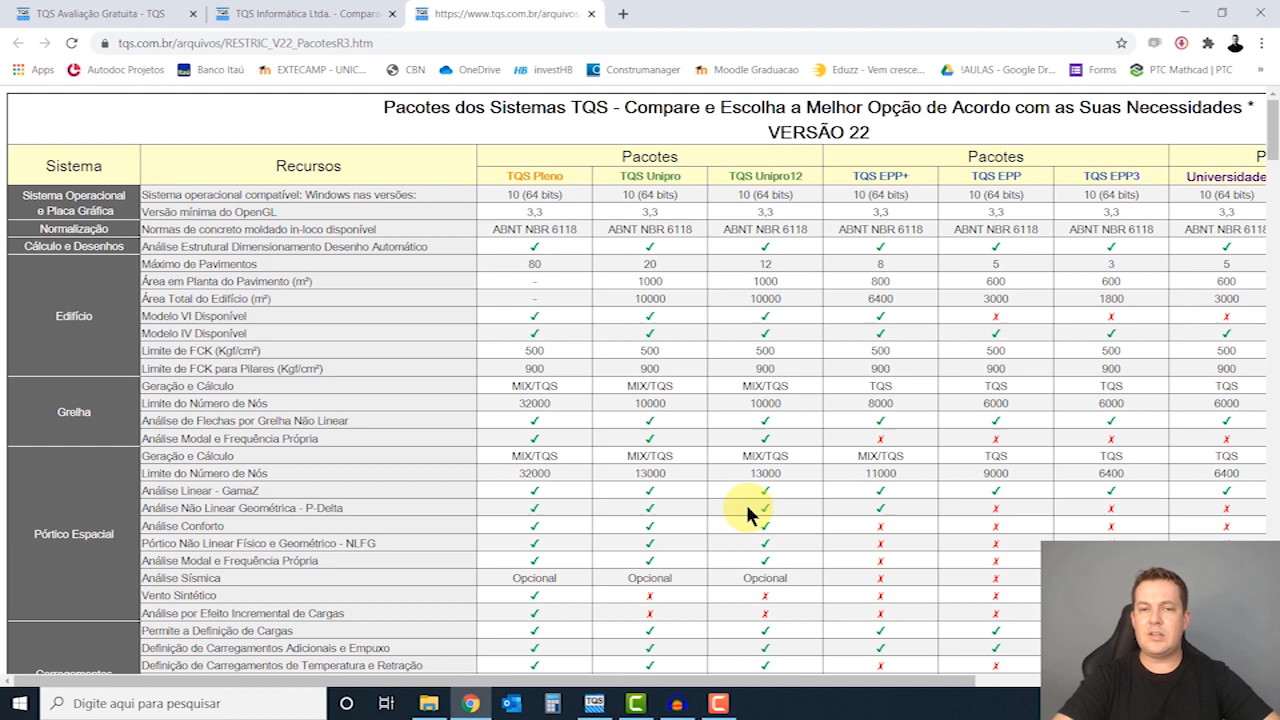 TQS Avaliação Gratuita - TQS
TQS Informática Ltda. - Compara
https://www.tqs.com.br/arquivos
tqs.com.br/arquivos/RESTRIC_V22_PacotesR3.htm
Apps Autodoc Projetos Banco Itaú EXTECAMP - UNIC... CBN OneDrive HB investHB Construmanager Moodle Graduacao Eduzz - Vem cresce... !AULAS - Google Dr... Forms PTC Mathcad | PTC »
Pacotes dos Sistemas TQS - Compare e Escolha a Melhor Opção de Acordo com as Suas Necessidades *
VERSÃO 22
Sistema Recursos Pacotes Pacotes P
TQS Pleno TQS Unipro TQS Unipro12 TQS EPP+ TQS EPP TQS EPP3 Universidade
Sistema Operacional e Placa Gráfica
Sistema operacional compatível: Windows nas versões: 10 (64 bits) 10 (64 bits) 10 (64 bits) 10 (64 bits) 10 (64 bits) 10 (64 bits) 10 (64 bits)
Versão mínima do OpenGL 3,3 3,3 3,3 3,3 3,3 3,3 3,3
Normalização Normas de concreto moldado in-loco disponível ABNT NBR 6118 ABNT NBR 6118 ABNT NBR 6118 ABNT NBR 6118 ABNT NBR 6118 ABNT NBR 6118 ABNT NBR 6118
Cálculo e Desenhos Análise Estrutural Dimensionamento Desenho Automático ✓ ✓ ✓ ✓ ✓ ✓ ✓
Edifício
Máximo de Pavimentos 80 20 12 8 5 3 5
Área em Planta do Pavimento (m²) - 1000 1000 800 600 600 600
Área Total do Edifício (m²) - 10000 10000 6400 3000 1800 3000
Modelo VI Disponível ✓ ✓ ✓ ✓ ✗ ✗ ✗
Modelo IV Disponível ✓ ✓ ✓ ✓ ✓ ✓ ✓
Limite de FCK (Kgf/cm²) 500 500 500 500 500 500 500
Limite de FCK para Pilares (Kgf/cm²) 900 900 900 900 900 900 900
Grelha
Geração e Cálculo MIX/TQS MIX/TQS MIX/TQS TQS TQS TQS TQS
Limite do Número de Nós 32000 10000 10000 8000 6000 6000 6000
Análise de Flechas por Grelha Não Linear ✓ ✓ ✓ ✓ ✓ ✓ ✓
Análise Modal e Frequência Própria ✓ ✓ ✓ ✗ ✗ ✗ ✗
Pórtico Espacial
Geração e Cálculo MIX/TQS MIX/TQS MIX/TQS MIX/TQS TQS TQS TQS
Limite do Número de Nós 32000 13000 13000 11000 9000 6400 6400
Análise Linear - GamaZ ✓ ✓ ✓ ✓ ✓ ✓ ✓
Análise Não Linear Geométrica - P-Delta ✓ ✓ ✓ ✓ ✗ ✗ ✗
Análise Conforto ✓ ✓ ✓ ✗ ✗ ✗ ✗
Pórtico Não Linear Físico e Geométrico - NLFG ✓ ✓ ✓ ✗ ✗
Análise Modal e Frequência Própria ✓ ✓ ✓ ✗ ✗
Análise Sísmica Opcional Opcional Opcional ✗ ✗
Vento Sintético ✓ ✗ ✗ ✗ ✗
Análise por Efeito Incremental de Cargas ✓ ✗ ✗ ✗ ✗
Carregamentos
Permite a Definição de Cargas ✓ ✓ ✓ ✓ ✓
Definição de Carregamentos Adicionais e Empuxo ✓ ✓ ✓ ✓ ✓
Definição de Carregamentos de Temperatura e Retração ✓ ✓ ✓ ✗ ✗
Digite aqui para pesquisar